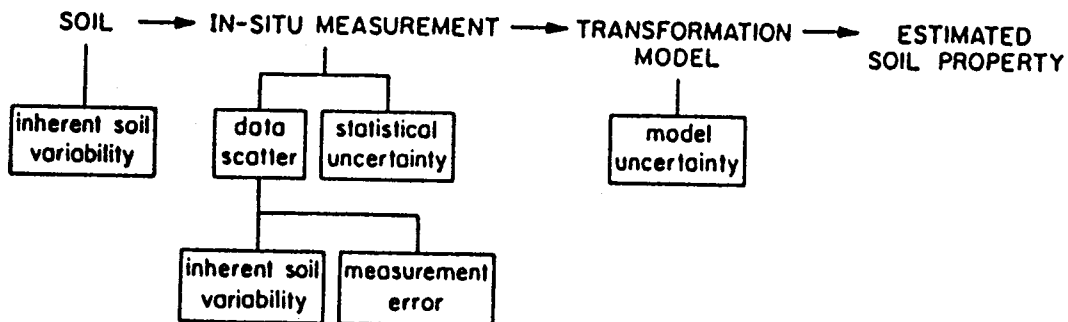 SOIL → IN-SITU MEASUREMENT → TRANSFORMATION MODEL → ESTIMATED SOIL PROPERTY
inherent soil
variability
data
scatter
statistical
uncertainty
model
uncertainty
inherent soil
variability
measurement
error